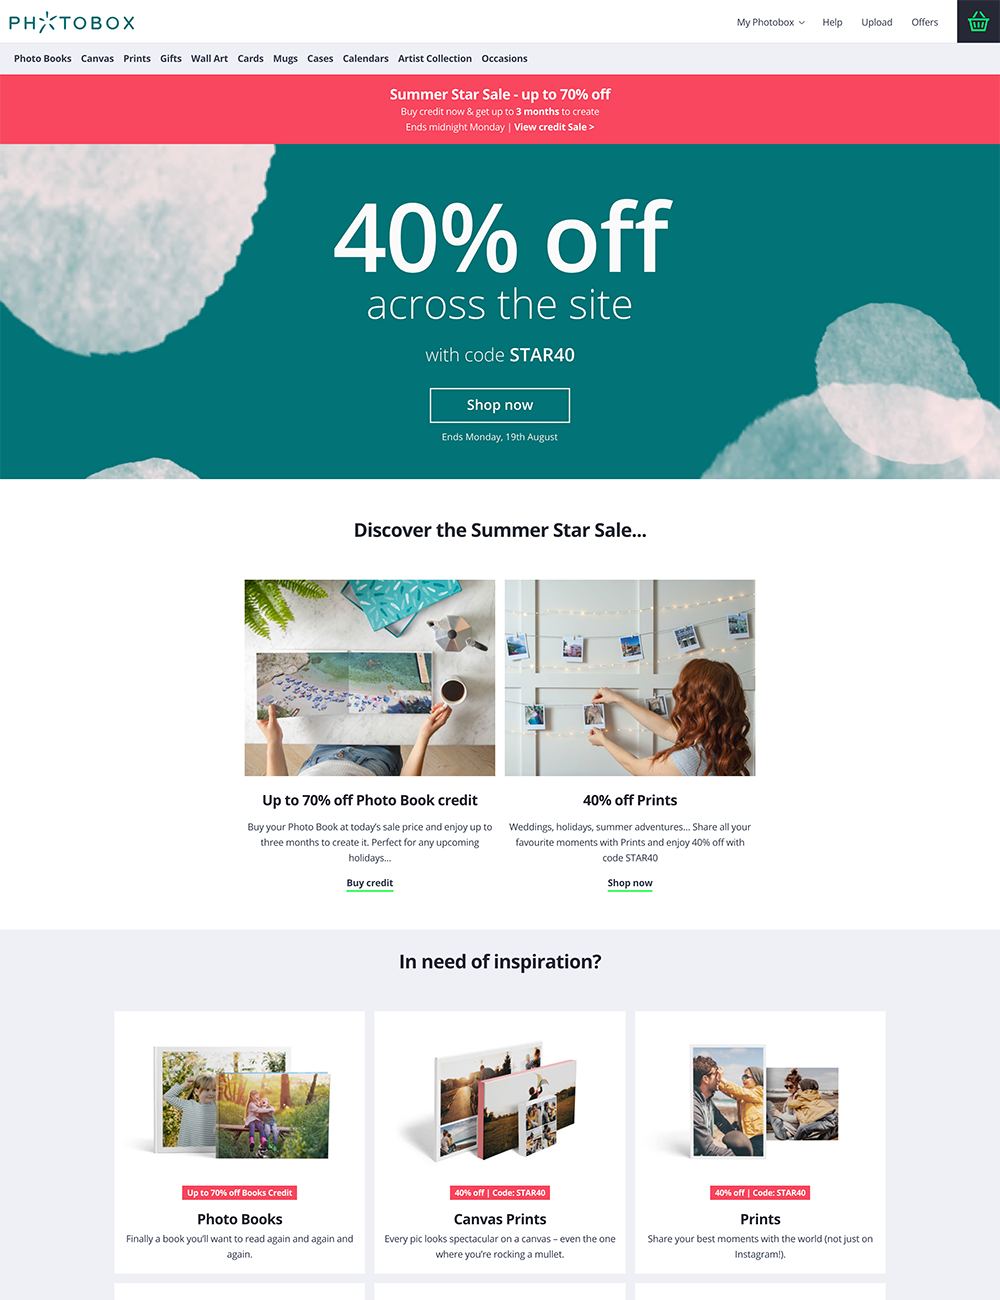 PHOTOBOX
My Photobox
Help
Upload
Offers
Photo Books
Canvas
Prints
Gifts
Wall Art
Cards
Mugs
Cases
Calendars
Artist Collection
Occasions
Summer Star Sale - up to 70% off
Buy credit now & get up to 3 months to create
Ends midnight Monday | View credit Sale >
40% off
across the site
with code STAR40
Shop now
Ends Monday, 19th August
Discover the Summer Star Sale...
Up to 70% off Photo Book credit
Buy your Photo Book at today's sale price and enjoy up to
three months to create it. Perfect for any upcoming
holidays...
Buy credit
40% off Prints
Weddings, holidays, summer adventures... Share all your
favourite moments with Prints and enjoy 40% off with
code STAR40
Shop now
In need of inspiration?
Up to 70% off Books Credit
Photo Books
Finally a book you'll want to read again and again and
again.
40% off | Code: STAR40
Canvas Prints
Every pic looks spectacular on a canvas – even the one
where you're rocking a mullet.
40% off | Code: STAR40
Prints
Share your best moments with the world (not just on
Instagram!).